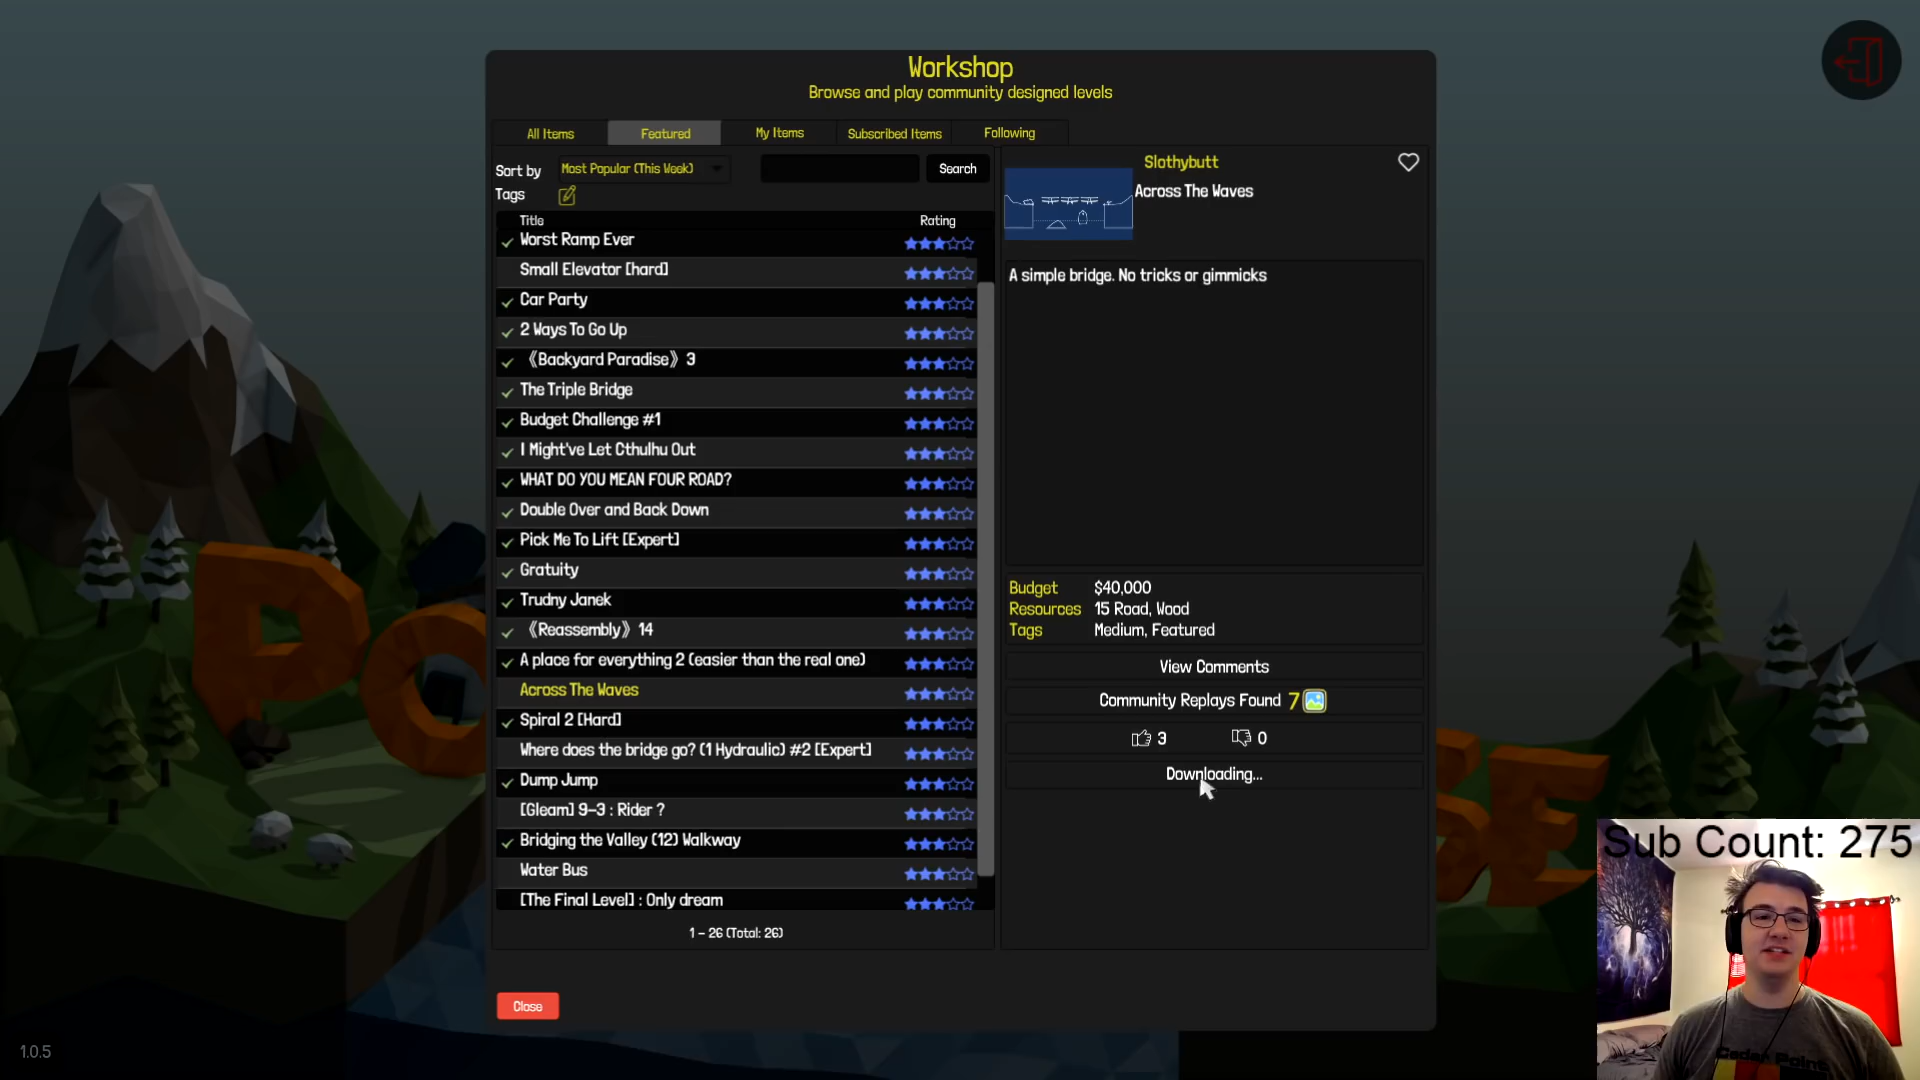 Workshop
Browse and play community designed levels
All Items
Featured
My Items
Subscribed Items
Following
Sort by
Most Popular (This Week)
Search
Tags
Title
Rating
Worst Ramp Ever
Small Elevator [hard]
Car Party
2 Ways To Go Up
《Backyard Paradise》3
The Triple Bridge
Budget Challenge #1
I Might've Let Cthulhu Out
WHAT DO YOU MEAN FOUR ROAD?
Double Over and Back Down
Pick Me To Lift [Expert]
Gratuity
Trudny Janek
《Reassembly》14
A place for everything 2 (easier than the real one)
Across The Waves
Spiral 2 [Hard]
Where does the bridge go? (1 Hydraulic) #2 [Expert]
Dump Jump
[Gleam] 9-3 : Rider ?
Bridging the Valley (12) Walkway
Water Bus
[The Final Level] : Only dream
1 - 26 (Total: 26)
Close
Slothybutt
Across The Waves
A simple bridge. No tricks or gimmicks
Budget $40,000
Resources 15 Road, Wood
Tags Medium, Featured
View Comments
Community Replays Found 7
3
0
Downloading...
Sub Count: 275
Cedar Point
1.0.5